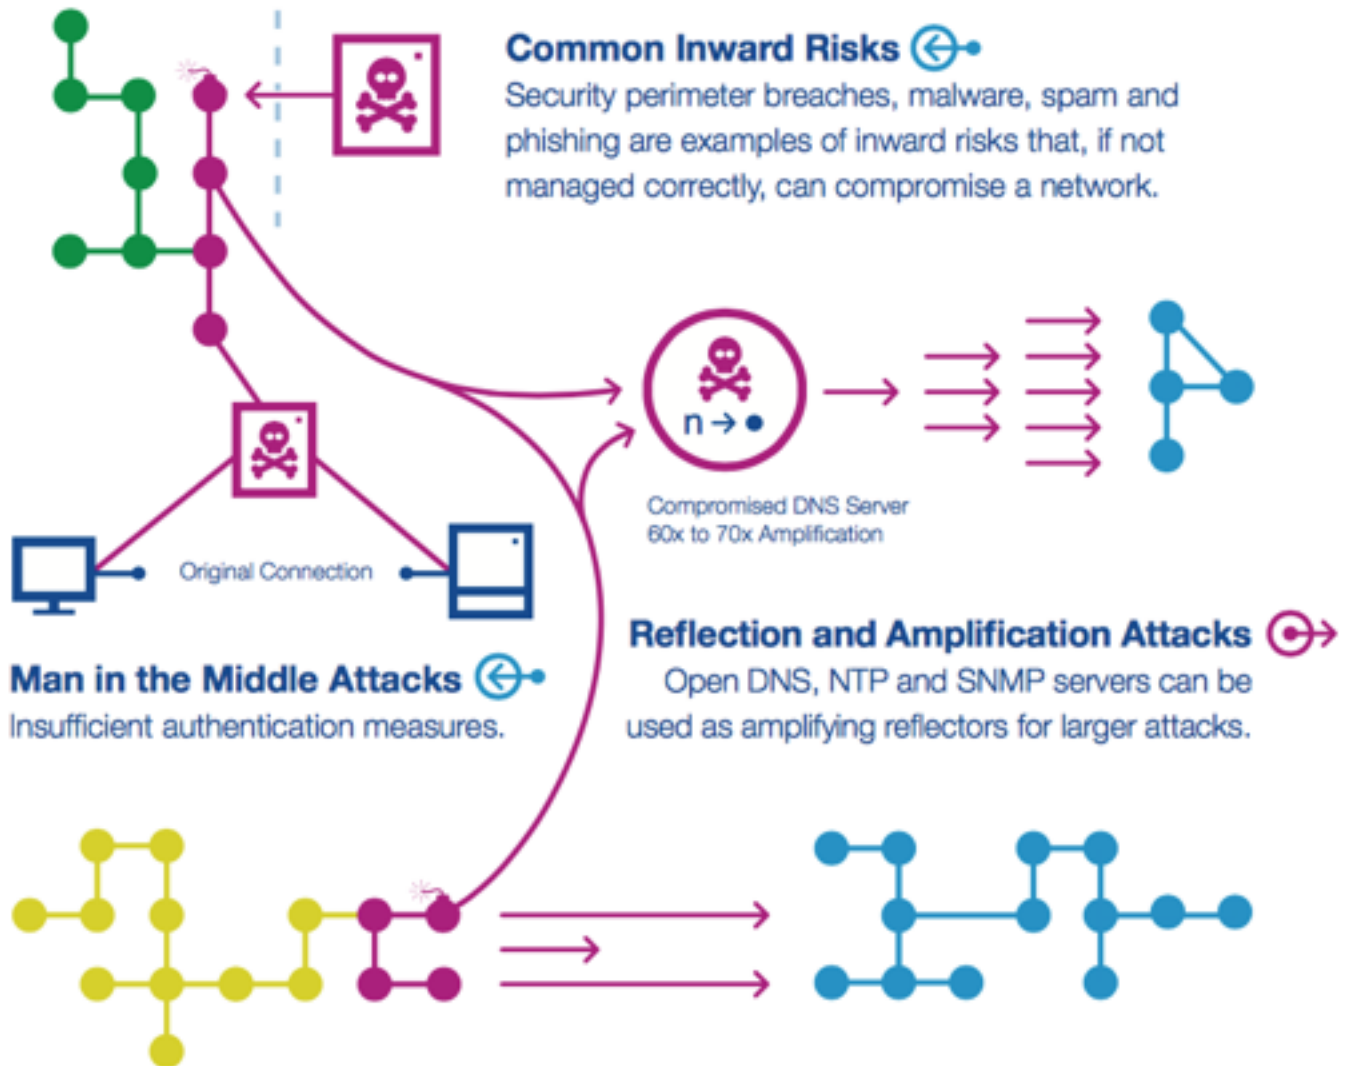 Common Inward Risks
Security perimeter breaches, malware, spam and
phishing are examples of inward risks that, if not
managed correctly, can compromise a network.
n → ●
Compromised DNS Server
60x to 70x Amplification
Original Connection
Man in the Middle Attacks
Insufficient authentication measures.
Reflection and Amplification Attacks
Open DNS, NTP and SNMP servers can be
used as amplifying reflectors for larger attacks.